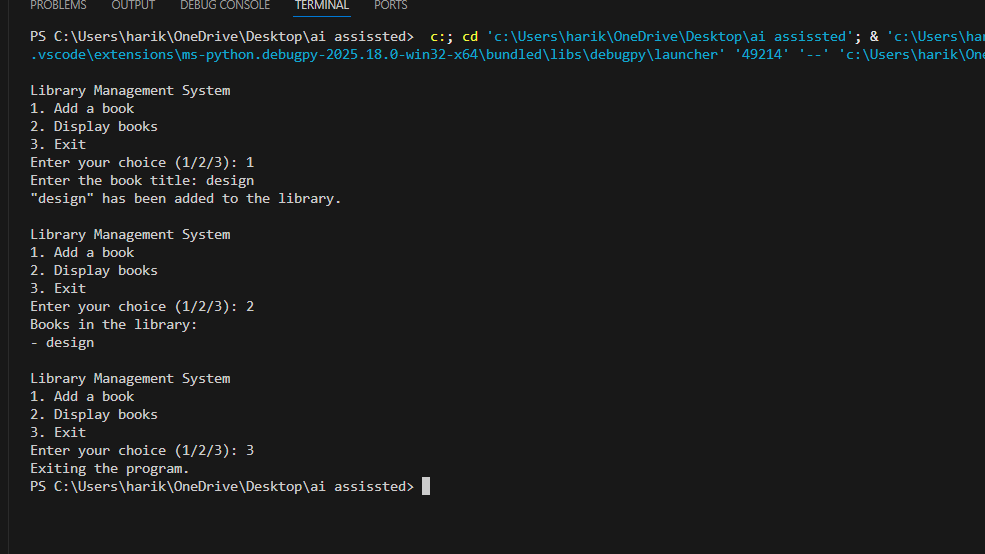 PROBLEMS OUTPUT DEBUG CONSOLE TERMINAL PORTS
PS C:\Users\harik\OneDrive\Desktop\ai assissted>  c:; cd 'c:\Users\harik\OneDrive\Desktop\ai assissted'; & 'c:\Users\har
.vscode\extensions\ms-python.debugpy-2025.18.0-win32-x64\bundled\libs\debugpy\launcher' '49214' '--' 'c:\Users\harik\One
Library Management System
1. Add a book
2. Display books
3. Exit
Enter your choice (1/2/3): 1
Enter the book title: design
"design" has been added to the library.
Library Management System
1. Add a book
2. Display books
3. Exit
Enter your choice (1/2/3): 2
Books in the library:
- design
Library Management System
1. Add a book
2. Display books
3. Exit
Enter your choice (1/2/3): 3
Exiting the program.
PS C:\Users\harik\OneDrive\Desktop\ai assissted>